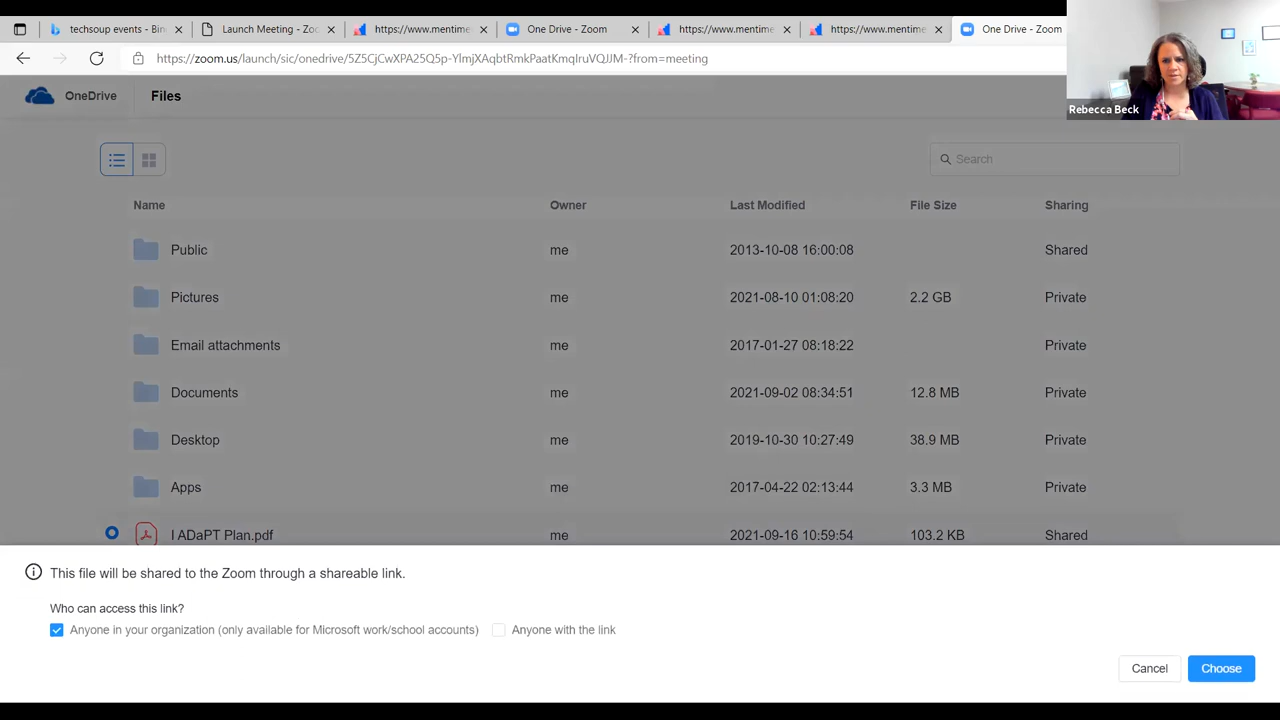 techsoup events - Bin
Launch Meeting - Zoo
https://www.mentime
One Drive - Zoom
https://www.mentime
https://www.mentime
One Drive - Zoom
https://zoom.us/launch/sic/onedrive/5Z5CjCwXPA25Q5p-YlmjXAqbtRmkPaatKmqIruVQJJM-?from=meeting
Rebecca Beck
OneDrive Files
Search
Name Owner Last Modified File Size Sharing
Public me 2013-10-08 16:00:08 Shared
Pictures me 2021-08-10 01:08:20 2.2 GB Private
Email attachments me 2017-01-27 08:18:22 Private
Documents me 2021-09-02 08:34:51 12.8 MB Private
Desktop me 2019-10-30 10:27:49 38.9 MB Private
Apps me 2017-04-22 02:13:44 3.3 MB Private
I ADaPT Plan.pdf me 2021-09-16 10:59:54 103.2 KB Shared
This file will be shared to the Zoom through a shareable link.
Who can access this link?
Anyone in your organization (only available for Microsoft work/school accounts) Anyone with the link
Cancel Choose